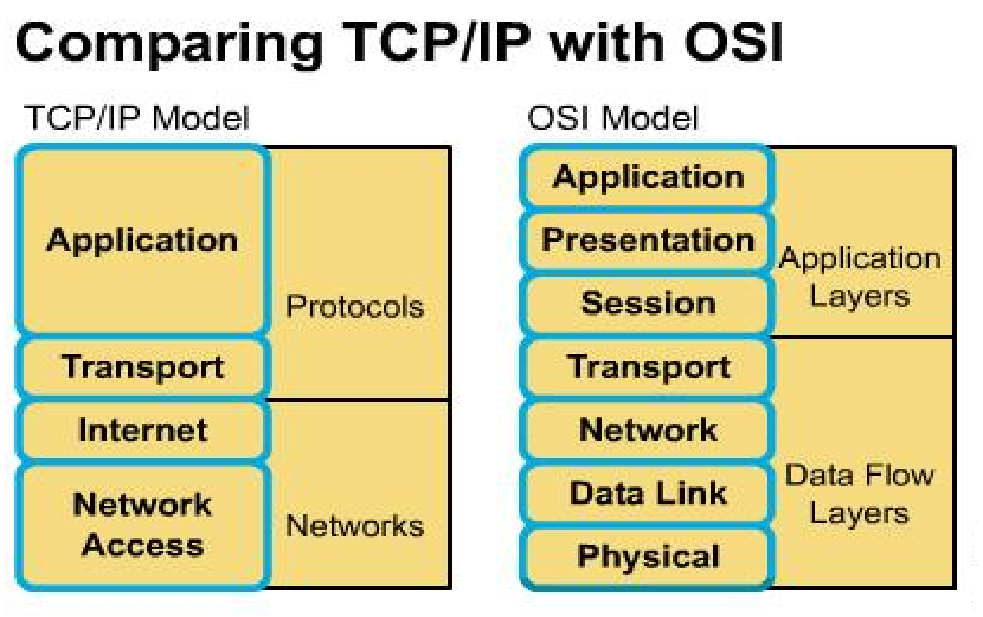 Comparing TCP/IP with OSI
TCP/IP Model
Application
Transport
Internet
Network
Access
Protocols
Networks
OSI Model
Application
Presentation
Session
Transport
Network
Data Link
Physical
Application
Layers
Data Flow
Layers